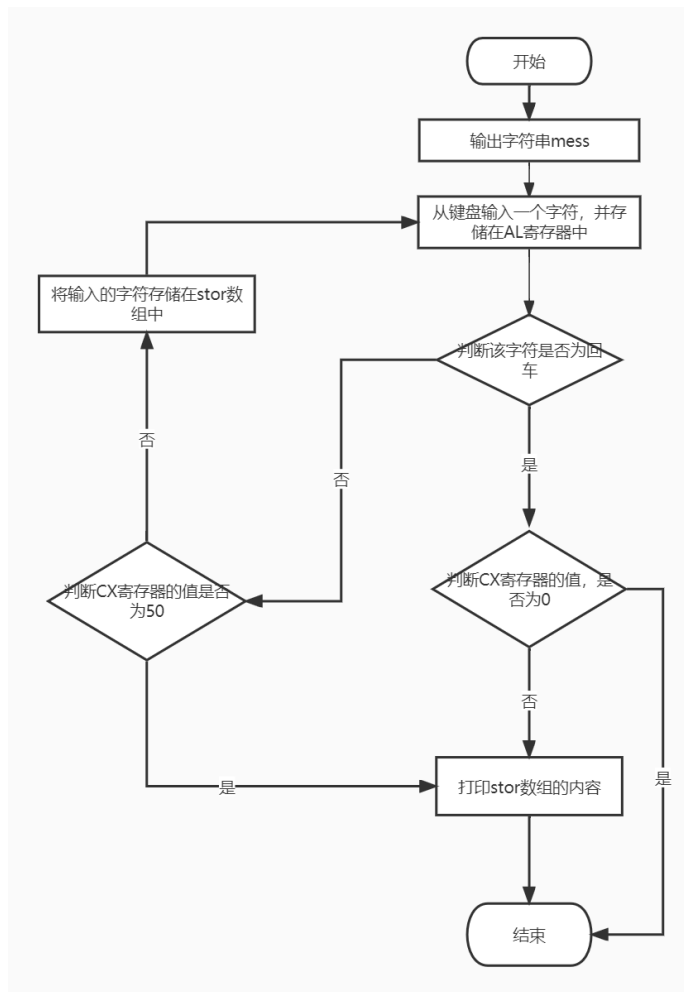 开始
输出字符串mess
从键盘输入一个字符，并存
储在AL寄存器中
将输入的字符存储在stor数
组中
判断该字符是否为回
车
否
否
是
判断CX寄存器的值是否
为50
判断CX寄存器的值，是
否为0
否
是
是
打印stor数组的内容
结束